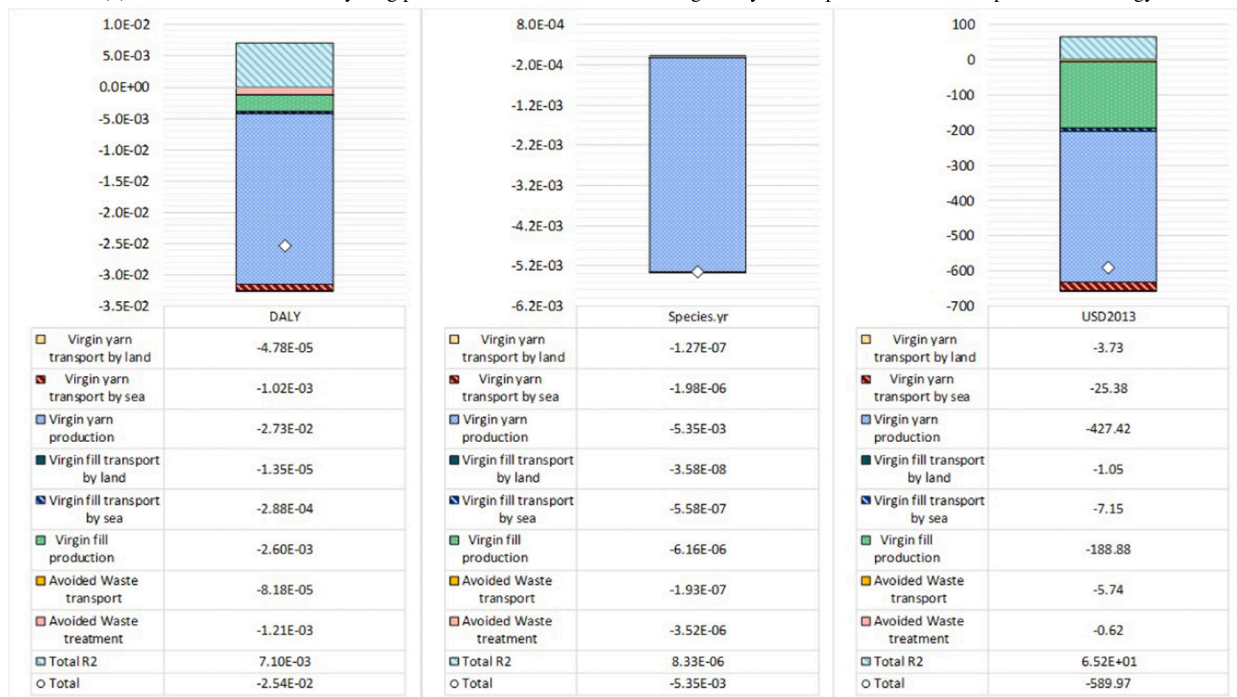 1.0E-02
5.0E-03
0.0E+00
-5.0E-03
-1.0E-02
-1.5E-02
-2.0E-02
-2.5E-02
-3.0E-02
-3.5E-02
DALY
Virgin yarn
transport by land
-4.78E-05
Virgin yarn
transport by sea
-1.02E-03
Virgin yarn
production
-2.73E-02
Virgin fill transport
by land
-1.35E-05
Virgin fill transport
by sea
-2.88E-04
Virgin fill
production
-2.60E-03
Avoided Waste
transport
-8.18E-05
Avoided Waste
treatment
-1.21E-03
Total R2
7.10E-03
Total
-2.54E-02
8.0E-04
-2.0E-04
-1.2E-03
-2.2E-03
-3.2E-03
-4.2E-03
-5.2E-03
-6.2E-03
Species.yr
Virgin yarn
transport by land
-1.27E-07
Virgin yarn
transport by sea
-1.98E-06
Virgin yarn
production
-5.35E-03
Virgin fill transport
by land
-3.58E-08
Virgin fill transport
by sea
-5.58E-07
Virgin fill
production
-6.16E-06
Avoided Waste
transport
-1.93E-07
Avoided Waste
treatment
-3.52E-06
Total R2
8.33E-06
Total
-5.35E-03
100
0
-100
-200
-300
-400
-500
-600
-700
USD2013
Virgin yarn
transport by land
-3.73
Virgin yarn
transport by sea
-25.38
Virgin yarn
production
-427.42
Virgin fill transport
by land
-1.05
Virgin fill transport
by sea
-7.15
Virgin fill
production
-188.88
Avoided Waste
transport
-5.74
Avoided Waste
treatment
-0.62
Total R2
6.52E+01
Total
-589.97